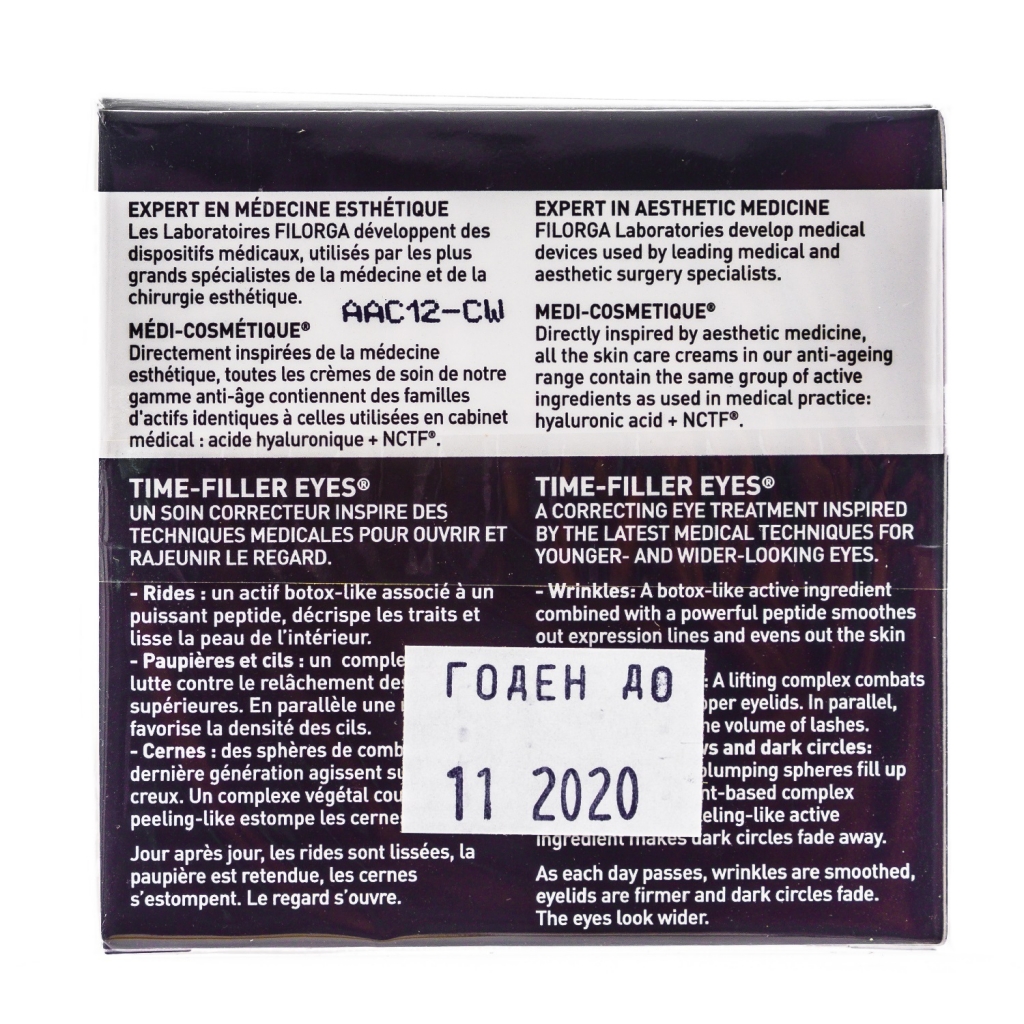 EXPERT EN MÉDECINE ESTHÉTIQUE
Les Laboratoires FILORGA développent des
dispositifs médicaux, utilisés par les plus
grands spécialistes de la médecine et de la
chirurgie esthétique.
AAC12-CW
MÉDI-COSMÉTIQUE®
Directement inspirées de la médecine
esthétique, toutes les crèmes de soin de notre
gamme anti-âge contiennent des familles
d'actifs identiques à celles utilisées en cabinet
médical : acide hyaluronique + NCTF®.
TIME-FILLER EYES®
UN SOIN CORRECTEUR INSPIRE DES
TECHNIQUES MEDICALES POUR OUVRIR ET
RAJEUNIR LE REGARD.
- Rides : un actif botox-like associé à un
puissant peptide, décrispe les traits et
lisse la peau de l'intérieur.
- Paupières et cils : un comple
lutte contre le relâchement des
supérieures. En parallèle une
favorise la densité des cils.
- Cernes : des sphères de comb
dernière génération agissent su
creux. Un complexe végétal cou
peeling-like estompe les cerne
Jour après jour, les rides sont lissées, la
paupière est retendue, les cernes
s'estompent. Le regard s'ouvre.
EXPERT IN AESTHETIC MEDICINE
FILORGA Laboratories develop medical
devices used by leading medical and
aesthetic surgery specialists.
MEDI-COSMETIQUE®
Directly inspired by aesthetic medicine,
all the skin care creams in our anti-ageing
range contain the same group of active
ingredients as used in medical practice:
hyaluronic acid + NCTF®.
TIME-FILLER EYES®
A CORRECTING EYE TREATMENT INSPIRED
BY THE LATEST MEDICAL TECHNIQUES FOR
YOUNGER- AND WIDER-LOOKING EYES.
- Wrinkles: A botox-like active ingredient
combined with a powerful peptide smoothes
out expression lines and evens out the skin
: A lifting complex combats
pper eyelids. In parallel,
he volume of lashes.
ws and dark circles:
plumping spheres fill up
nt-based complex
eling-like active
ingredient makes dark circles fade away.
As each day passes, wrinkles are smoothed,
eyelids are firmer and dark circles fade.
The eyes look wider.
ГОДЕН ДО
11 2020